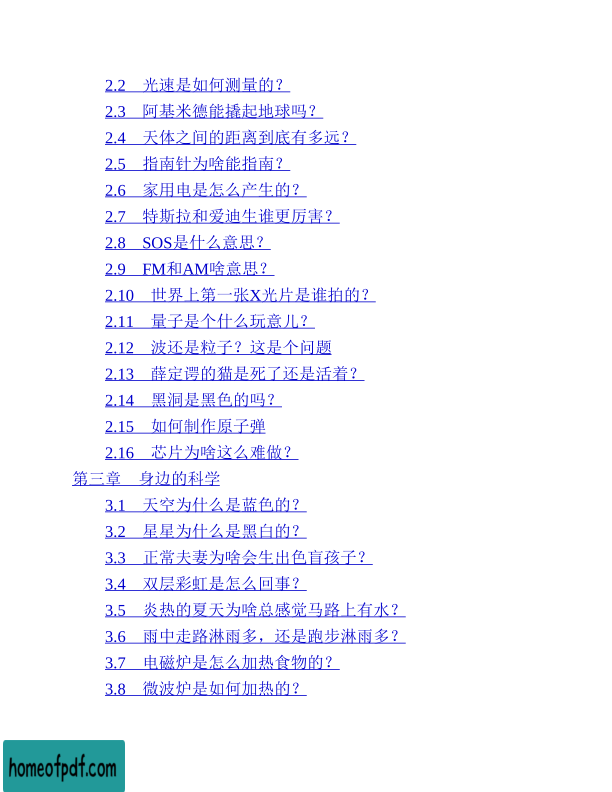 2.2 光速是如何测量的？
2.3 阿基米德能撬起地球吗？
2.4 天体之间的距离到底有多远？
2.5 指南针为啥能指南？
2.6 家用电是怎么产生的？
2.7 特斯拉和爱迪生谁更厉害？
2.8 SOS是什么意思？
2.9 FM和AM啥意思？
2.10 世界上第一张X光片是谁拍的？
2.11 量子是个什么玩意儿？
2.12 波还是粒子？这是个问题
2.13 薛定谔的猫是死了还是活着？
2.14 黑洞是黑色的吗？
2.15 如何制作原子弹
2.16 芯片为啥这么难做？
第三章 身边的科学
3.1 天空为什么是蓝色的？
3.2 星星为什么是黑白的？
3.3 正常夫妻为啥会生出色盲孩子？
3.4 双层彩虹是怎么回事？
3.5 炎热的夏天为啥总感觉马路上有水？
3.6 雨中走路淋雨多，还是跑步淋雨多？
3.7 电磁炉是怎么加热食物的？
3.8 微波炉是如何加热的？
homeofpdf.com